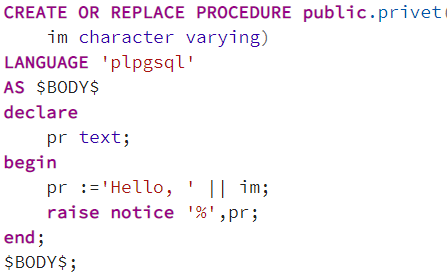 CREATE OR REPLACE PROCEDURE public.privet(
    im character varying)
LANGUAGE 'plpgsql'
AS $BODY$
declare
    pr text;
begin
    pr :='Hello, ' || im;
    raise notice '%',pr;
end;
$BODY$;